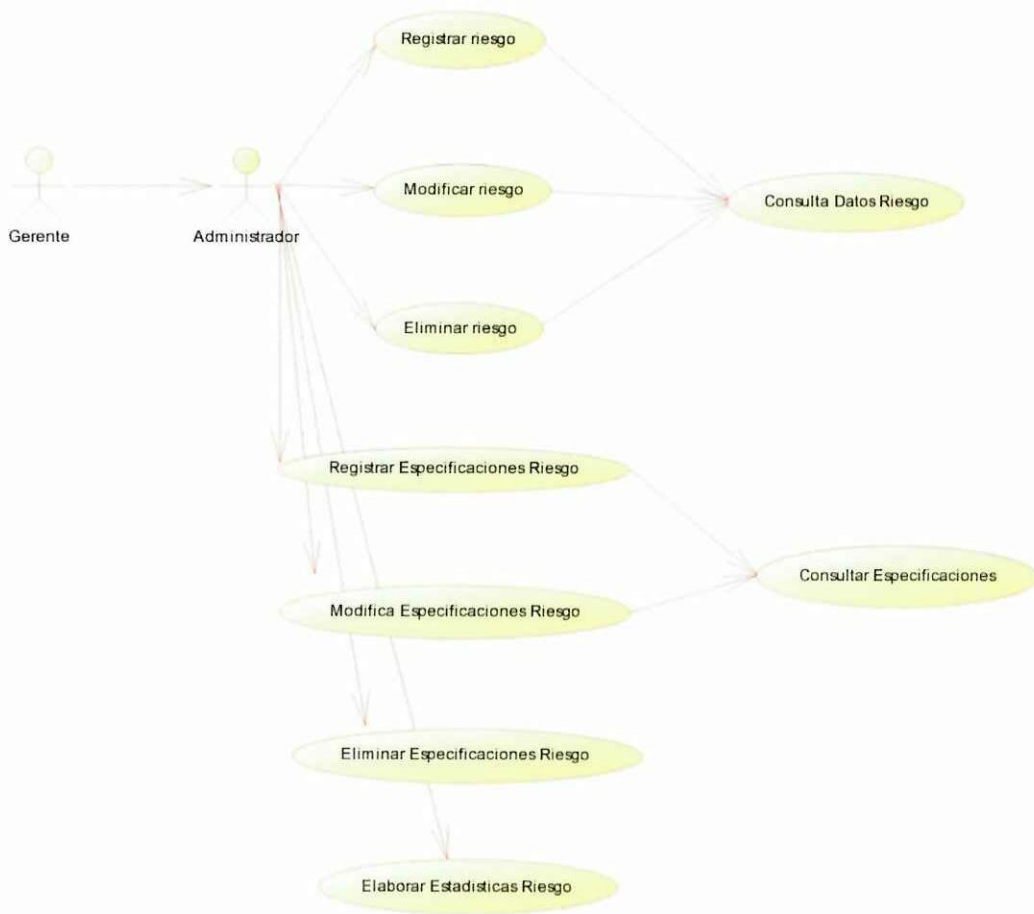 Registrar riesgo
Gerente
Administrador
Modificar riesgo
Consulta Datos Riesgo
Eliminar riesgo
Registrar Especificaciones Riesgo
Consultar Especificaciones
Modifica Especificaciones Riesgo
Eliminar Especificaciones Riesgo
Elaborar Estadisticas Riesgo